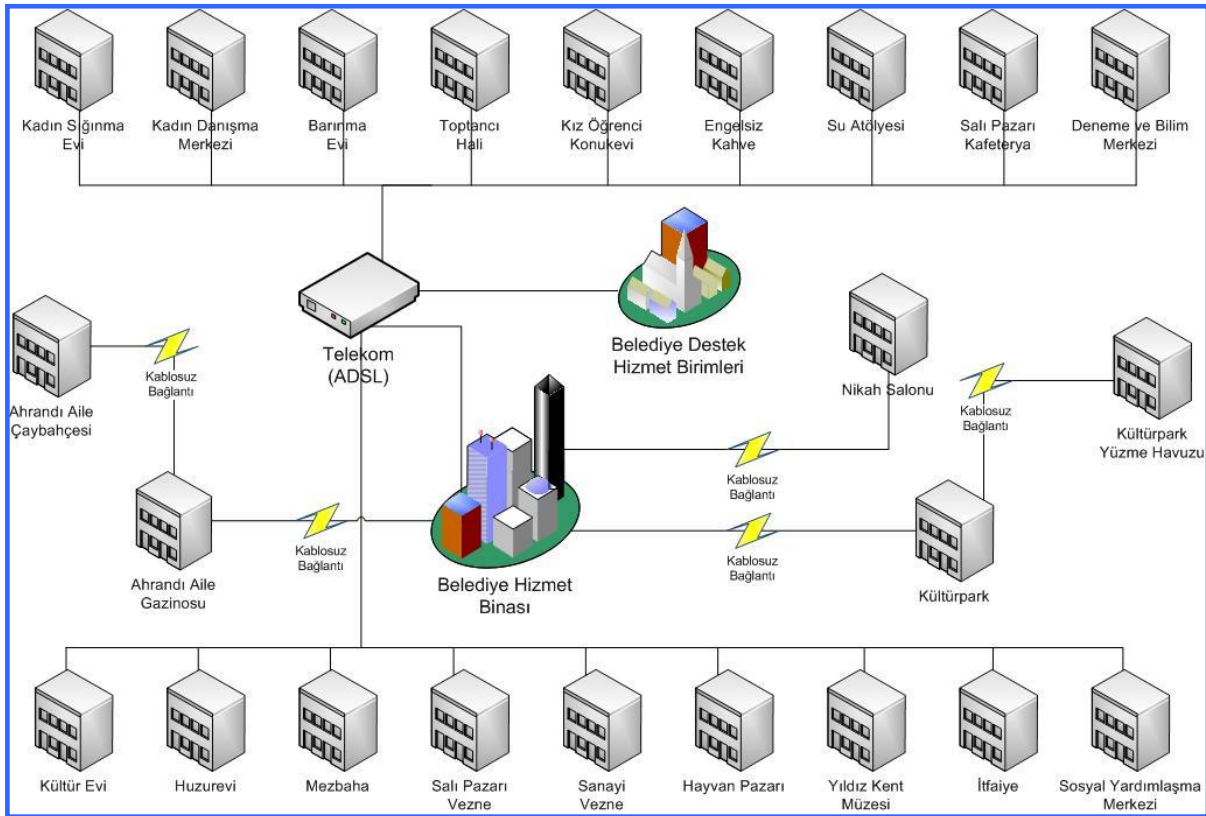 Kadın Sığınma
Evi
Kadın Danışma
Merkezi
Barınma
Evi
Toptancı
Hali
Kız Öğrenci
Konukevi
Engelsiz
Kahve
Su Atölyesi
Salı Pazarı
Kafeterya
Deneme ve Bilim
Merkezi
Telekom
(ADSL)
Belediye Destek
Hizmet Birimleri
Nikah Salonu
Kablosuz
Bağlantı
Ahrandı Aile
Çaybahçesi
Kablosuz
Bağlantı
Kültürpark
Yüzme Havuzu
Kablosuz
Bağlantı
Kablosuz
Bağlantı
Kablosuz
Bağlantı
Ahrandı Aile
Gazinosu
Belediye Hizmet
Binası
Kültürpark
Kültür Evi
Huzurevi
Mezbaha
Salı Pazarı
Vezne
Sanayi
Vezne
Hayvan Pazarı
Yıldız Kent
Müzesi
İtfaiye
Sosyal Yardımlaşma
Merkezi